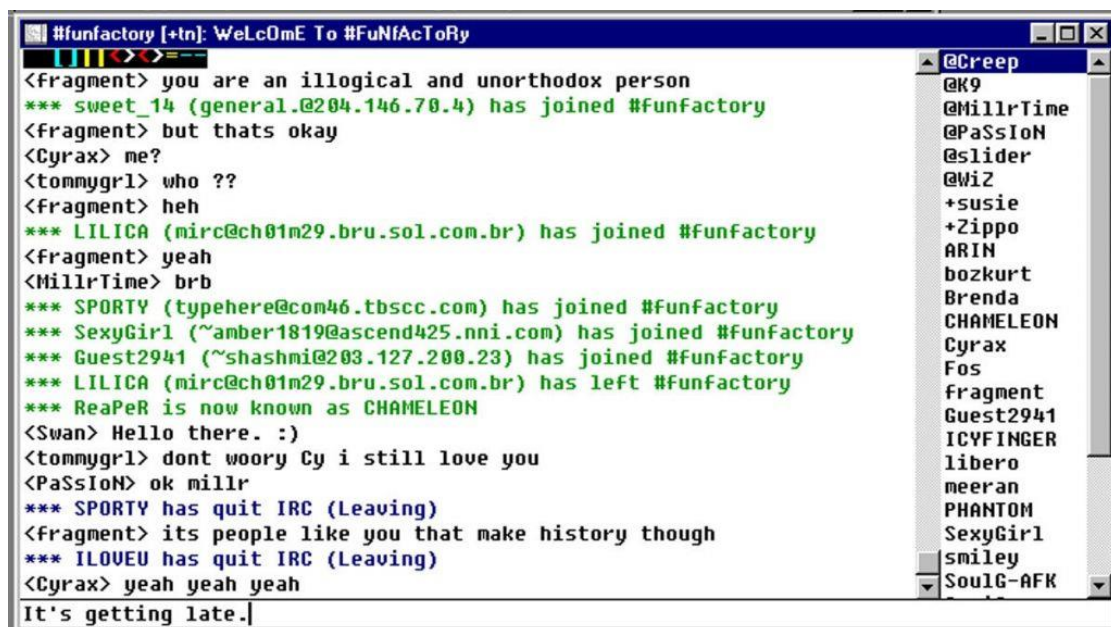 #funfactory [+tn]: WeLcOmE To #FuNfAcToRy
[]||<><>=--
<fragment> you are an illogical and unorthodox person
*** sweet_14 (general.@204.146.70.4) has joined #funfactory
<fragment> but thats okay
<Cyrax> me?
<tommygrl> who ??
<fragment> heh
*** LILICA (mirc@ch01m29.bru.sol.com.br) has joined #funfactory
<fragment> yeah
<MillrTime> brb
*** SPORTY (typehere@com46.tbscc.com) has joined #funfactory
*** SexyGirl (~amber1819@ascend425.nni.com) has joined #funfactory
*** Guest2941 (~shashmi@203.127.200.23) has joined #funfactory
*** LILICA (mirc@ch01m29.bru.sol.com.br) has left #funfactory
*** ReaPeR is now known as CHAMELEON
<Swan> Hello there. :)
<tommygrl> dont woory Cy i still love you
<PaSsIoN> ok millr
*** SPORTY has quit IRC (Leaving)
<fragment> its people like you that make history though
*** ILOVEU has quit IRC (Leaving)
<Cyrax> yeah yeah yeah
It's getting late.
@Creep
@K9
@MillrTime
@PaSsIoN
@slider
@WiZ
+susie
+Zippo
ARIN
bozkurt
Brenda
CHAMELEON
Cyrax
Fos
fragment
Guest2941
ICYFINGER
libero
meeran
PHANTOM
SexyGirl
smiley
SoulG-AFK